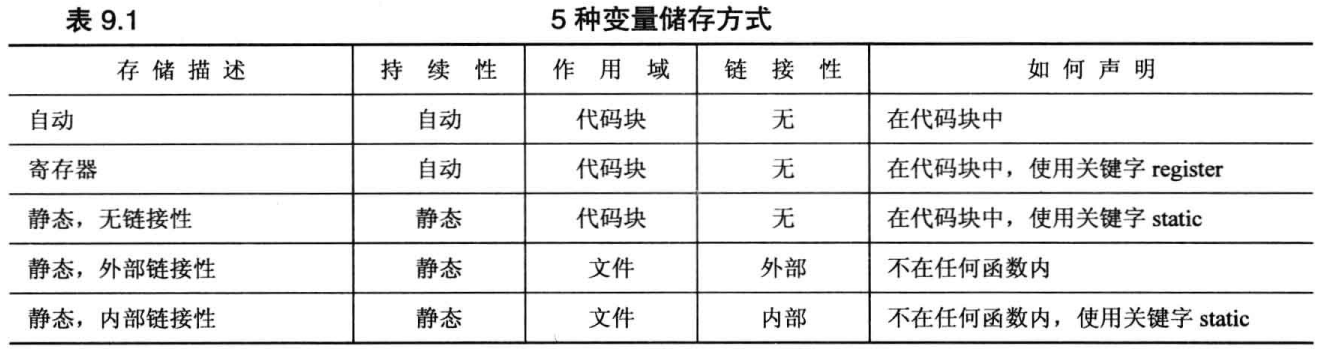 表 9.1 5 种变量储存方式
存储描述 持续性 作用域 链接性 如何声明
自动 自动 代码块 无 在代码块中
寄存器 自动 代码块 无 在代码块中，使用关键字 register
静态，无链接性 静态 代码块 无 在代码块中，使用关键字 static
静态，外部链接性 静态 文件 外部 不在任何函数内
静态，内部链接性 静态 文件 内部 不在任何函数内，使用关键字 static